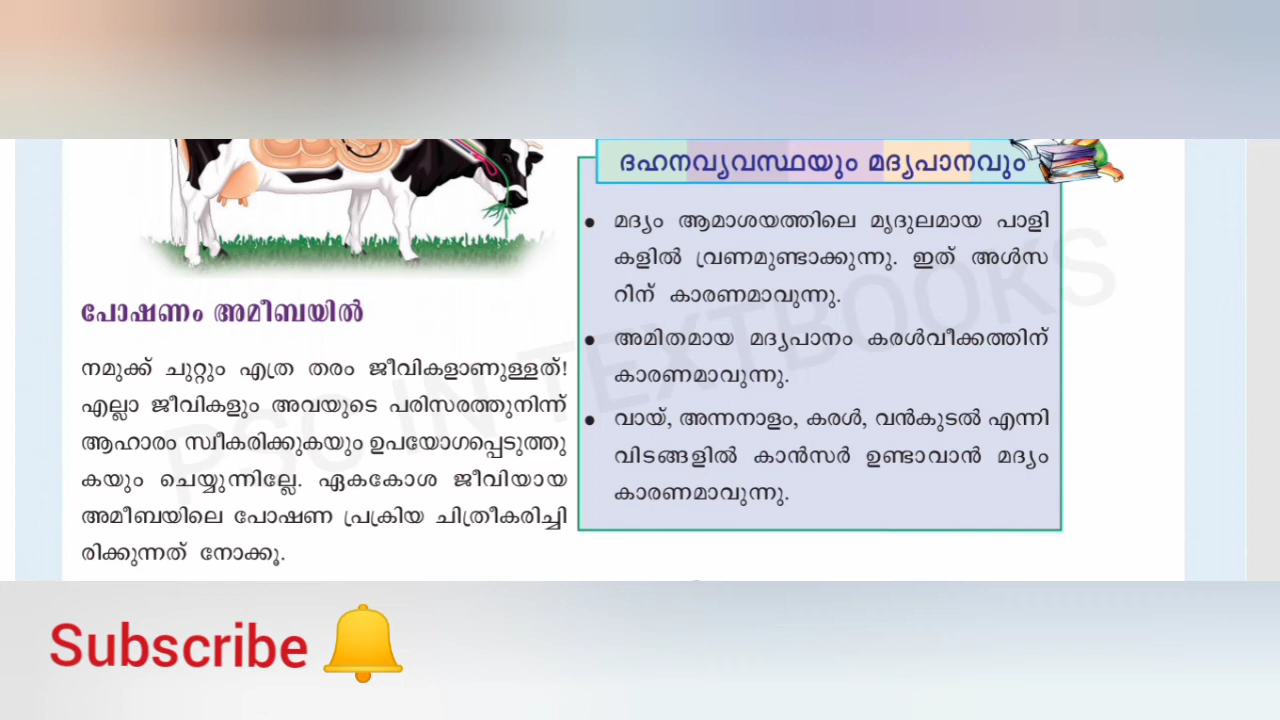 ദഹനവ്യവസ്ഥയും മദ്യപാനവും
• മദ്യം ആമാശയത്തിലെ മൃദുലമായ പാളി
കളിൽ വ്രണമുണ്ടാക്കുന്നു. ഇത് അൾസ
റിന് കാരണമാവുന്നു.
• അമിതമായ മദ്യപാനം കരൾവീക്കത്തിന്
കാരണമാവുന്നു.
• വായ്, അന്നനാളം, കരൾ, വൻകുടൽ എന്നി
വിടങ്ങളിൽ കാൻസർ ഉണ്ടാവാൻ മദ്യം
കാരണമാവുന്നു.
പോഷണം അമീബയിൽ
നമുക്ക് ചുറ്റും എത്ര തരം ജീവികളാണുള്ളത്!
എല്ലാ ജീവികളും അവയുടെ പരിസരത്തുനിന്ന്
ആഹാരം സ്വീകരിക്കുകയും ഉപയോഗപ്പെടുത്തു
കയും ചെയ്യുന്നില്ലേ. ഏകകോശ ജീവിയായ
അമീബയിലെ പോഷണ പ്രക്രിയ ചിത്രീകരിച്ചി
രിക്കുന്നത് നോക്കൂ.
PSC IN TEXTBOOKS
Subscribe